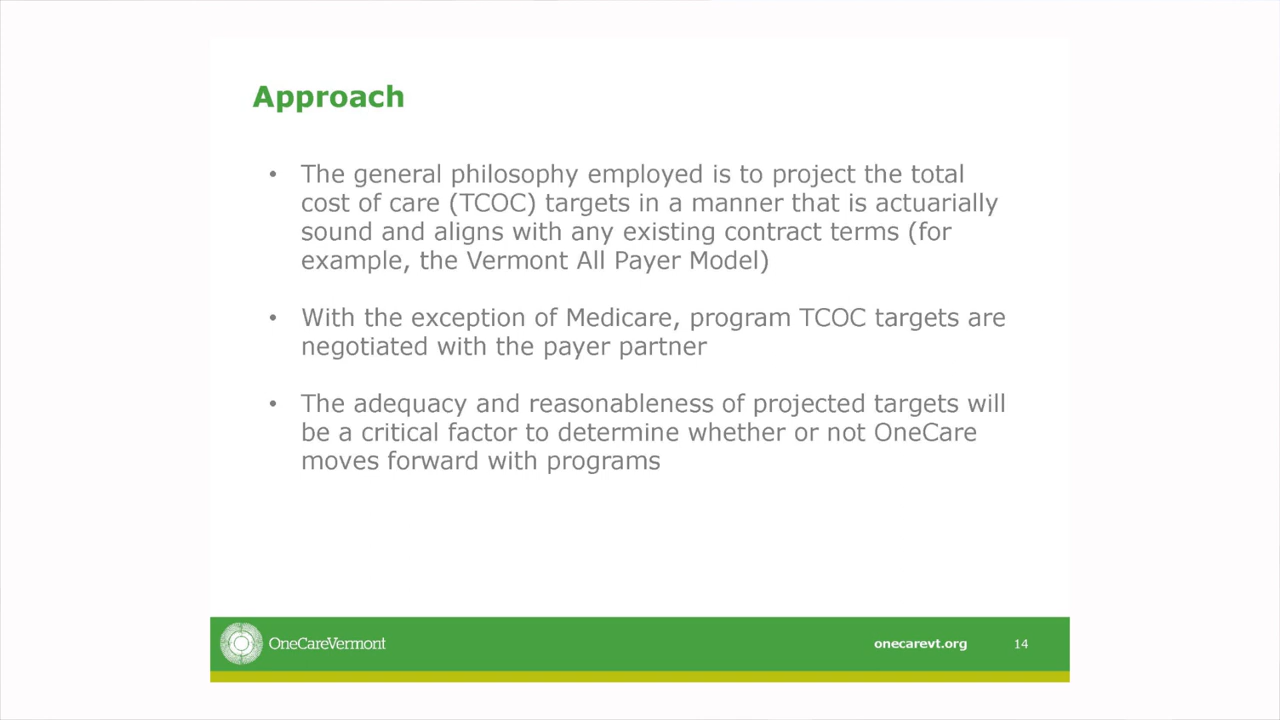 Approach
• The general philosophy employed is to project the total
cost of care (TCOC) targets in a manner that is actuarially
sound and aligns with any existing contract terms (for
example, the Vermont All Payer Model)
• With the exception of Medicare, program TCOC targets are
negotiated with the payer partner
• The adequacy and reasonableness of projected targets will
be a critical factor to determine whether or not OneCare
moves forward with programs
OneCareVermont
onecarevt.org 14